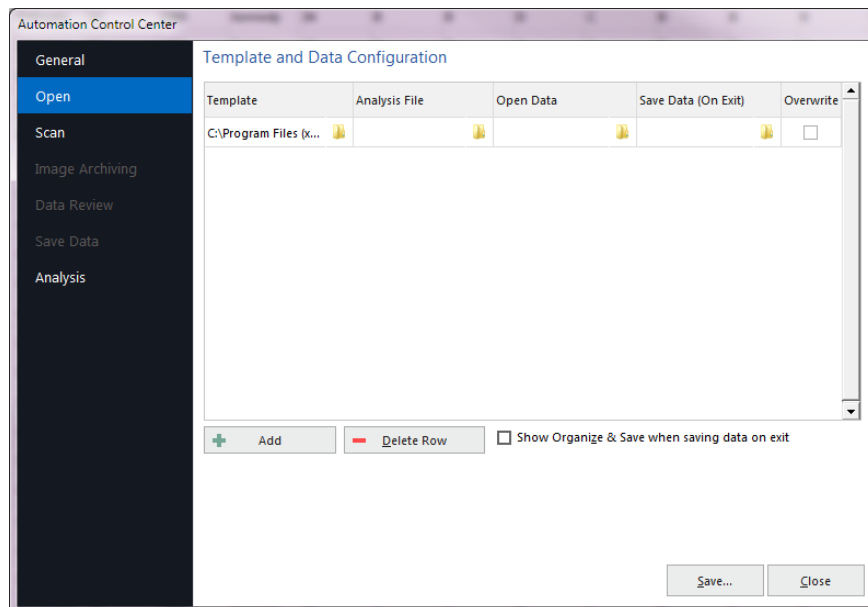 Automation Control Center
General
Open
Scan
Image Archiving
Data Review
Save Data
Analysis
Template and Data Configuration
Template Analysis File Open Data Save Data (On Exit) Overwrite
C:\Program Files (x...
Add Delete Row Show Organize & Save when saving data on exit
Save... Close